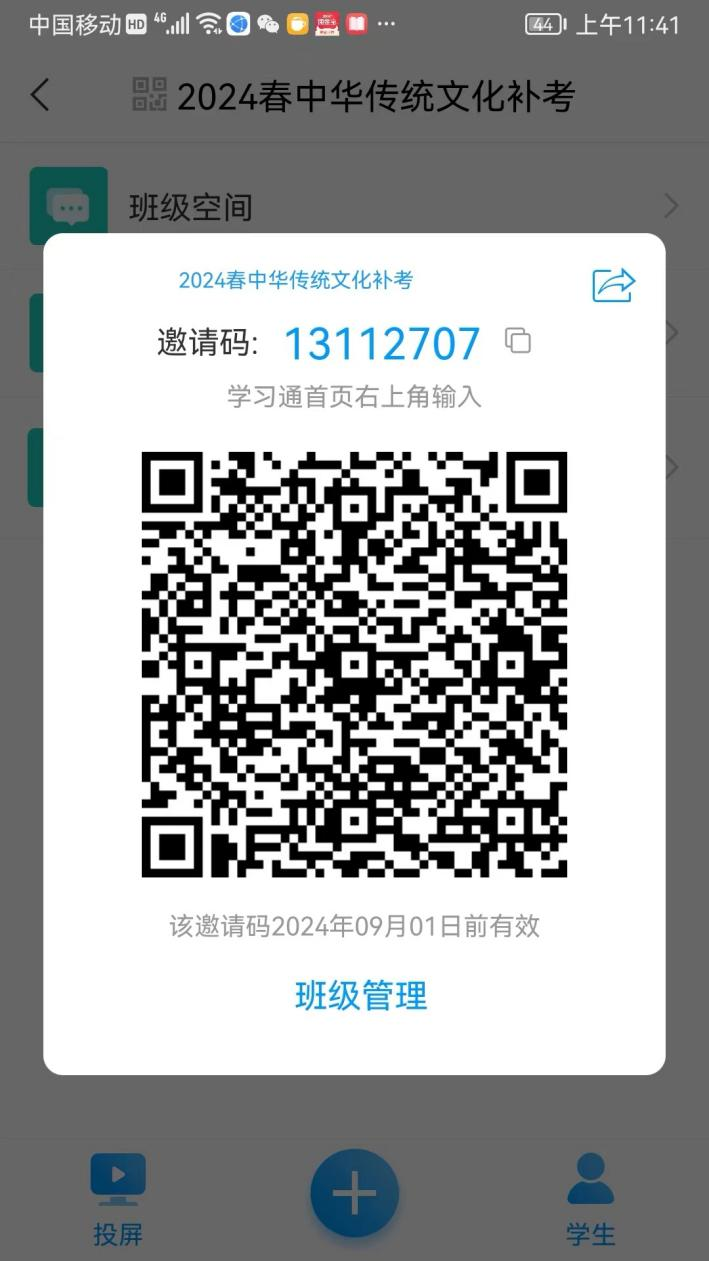 中国移动 HD 4G 44 上午11:41
2024春中华传统文化补考
班级空间
2024春中华传统文化补考
邀请码: 13112707
学习通首页右上角输入
该邀请码2024年09月01日前有效
班级管理
投屏 学生